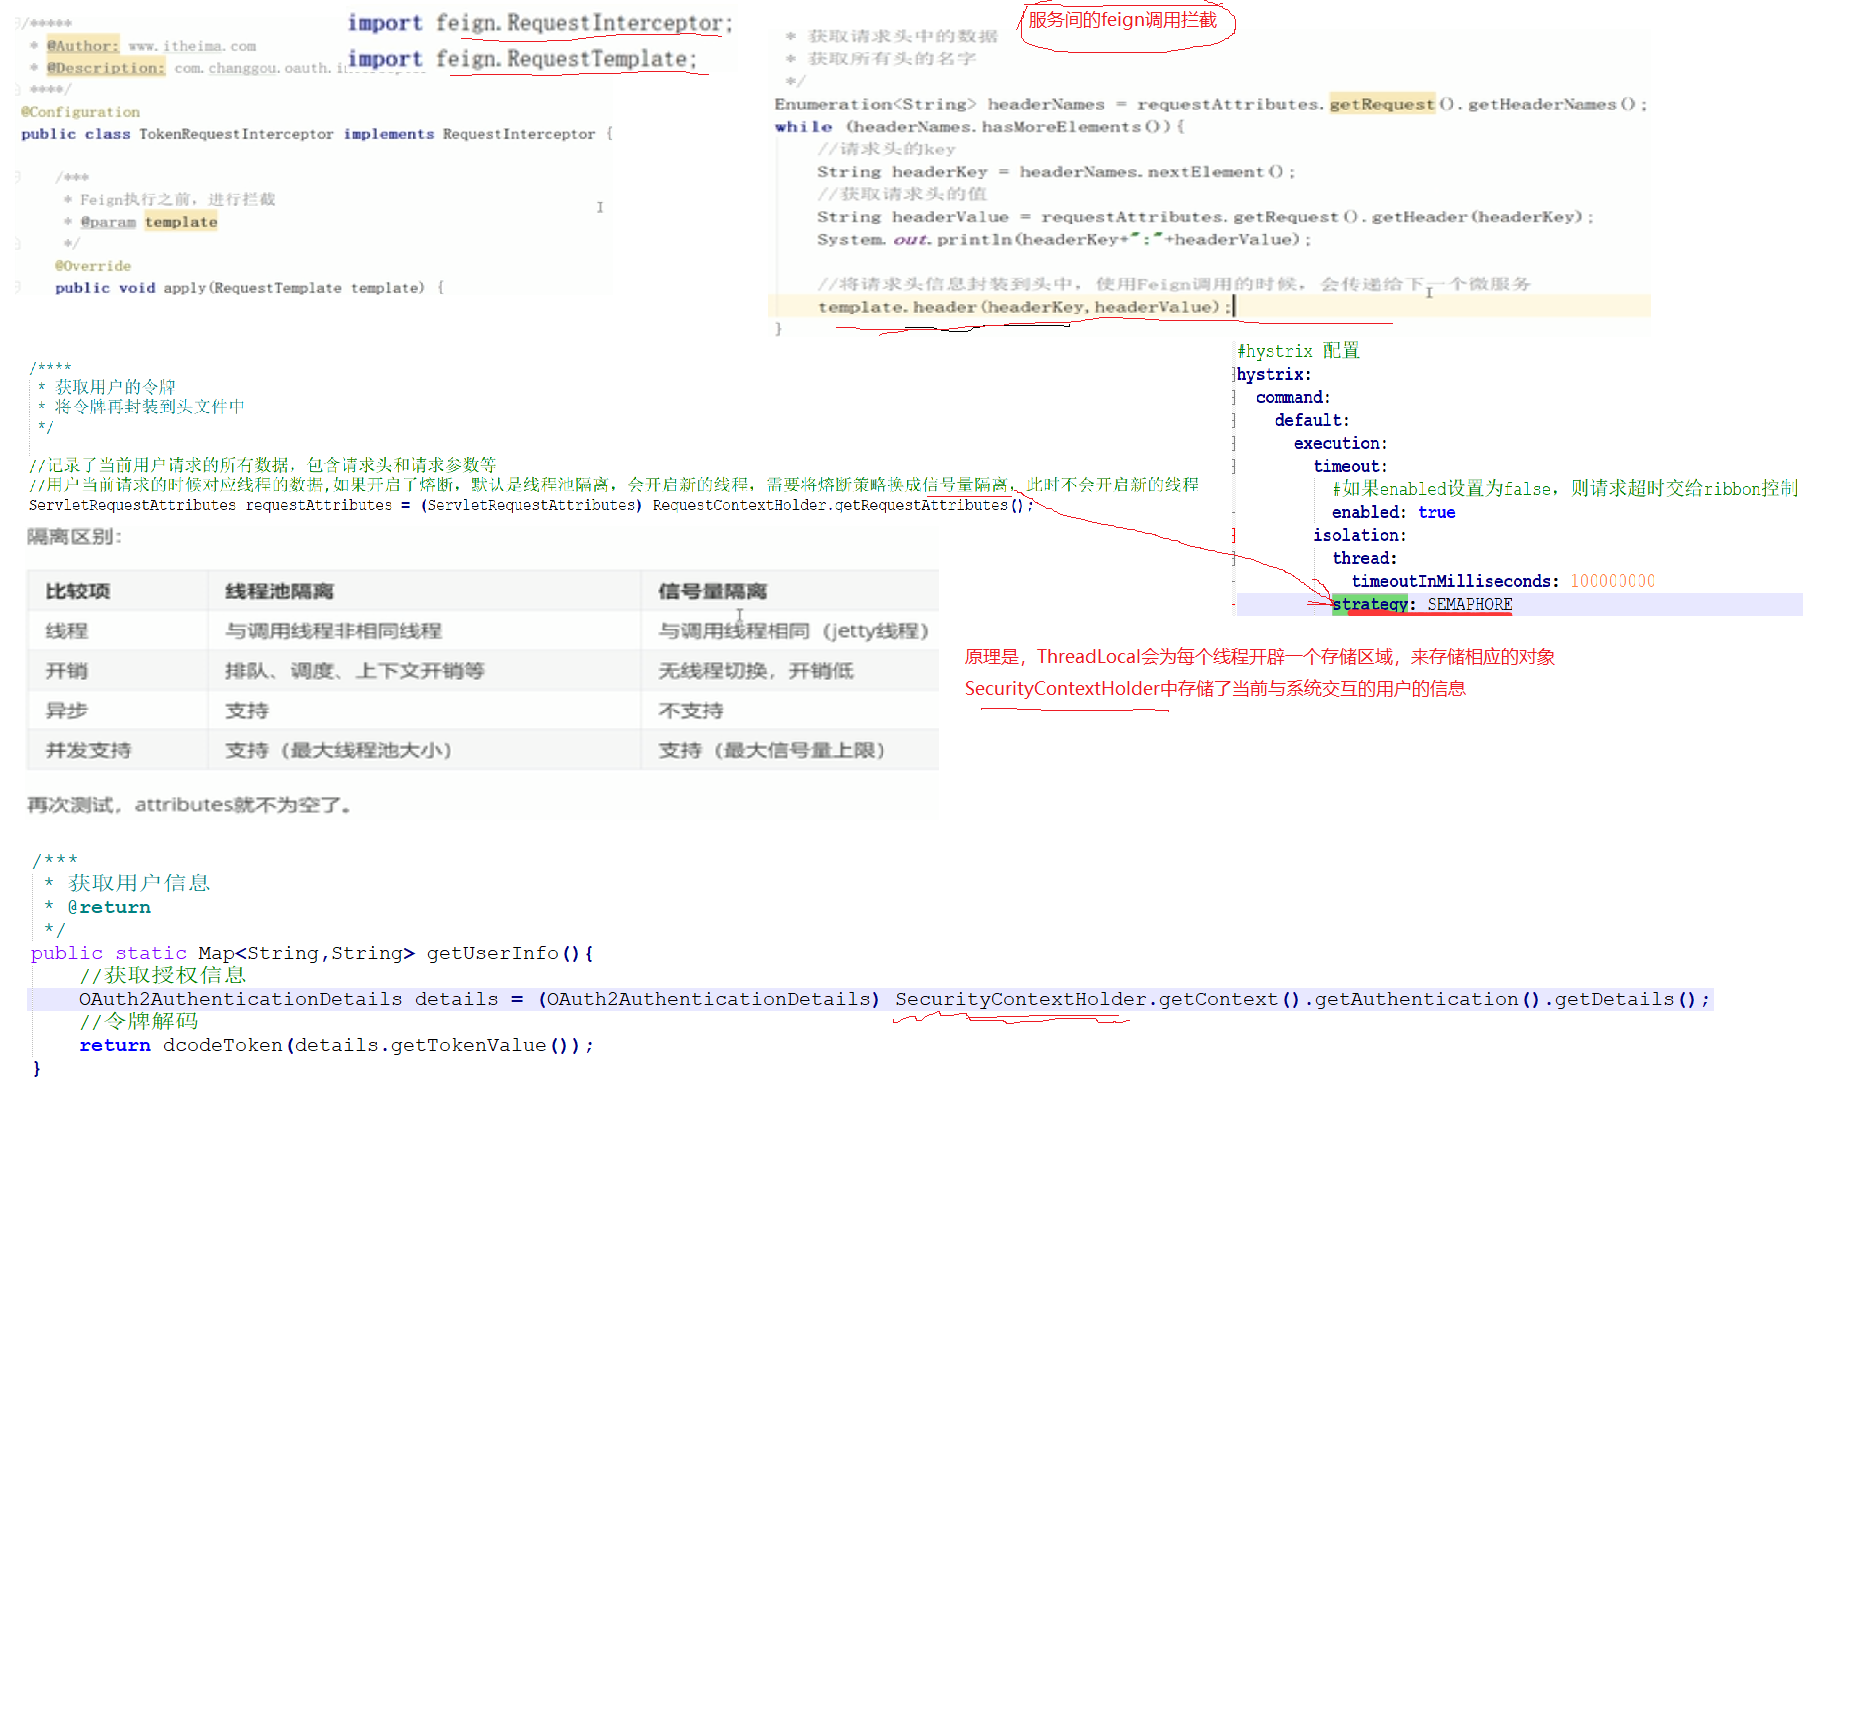 /*****
* @Author: www.itheima.com
* @Description: com.changgou.oauth.
****/
import feign.RequestInterceptor;
import feign.RequestTemplate;
@Configuration
public class TokenRequestInterceptor implements RequestInterceptor {
/***
* Feign执行之前，进行拦截
* @param template
*/
@Override
public void apply(RequestTemplate template) {
服务间的feign调用拦截
* 获取请求头中的数据
* 获取所有头的名字
*/
Enumeration<String> headerNames = requestAttributes.getRequest().getHeaderNames();
while (headerNames.hasMoreElements()){
//请求头的key
String headerKey = headerNames.nextElement();
//获取请求头的值
String headerValue = requestAttributes.getRequest().getHeader(headerKey);
System.out.println(headerKey+":"+headerValue);
//将请求头信息封装到头中，使用Feign调用的时候，会传递给下一个微服务
template.header(headerKey,headerValue);
}
/****
* 获取用户的令牌
* 将令牌再封装到头文件中
*/
//记录了当前用户请求的所有数据，包含请求头和请求参数等
//用户当前请求的时候对应线程的数据,如果开启了熔断，默认是线程池隔离，会开启新的线程，需要将熔断策略换成信号量隔离，此时不会开启新的线程
ServletRequestAttributes requestAttributes = (ServletRequestAttributes) RequestContextHolder.getRequestAttributes();
#hystrix 配置
hystrix:
command:
default:
execution:
timeout:
#如果enabled设置为false，则请求超时交给ribbon控制
enabled: true
isolation:
thread:
timeoutInMilliseconds: 100000000
strategy: SEMAPHORE
隔离区别：
比较项 线程池隔离 信号量隔离
线程 与调用线程非相同线程 与调用线程相同（jetty线程）
开销 排队、调度、上下文开销等 无线程切换，开销低
异步 支持 不支持
并发支持 支持（最大线程池大小） 支持（最大信号量上限）
原理是，ThreadLocal会为每个线程开辟一个存储区域，来存储相应的对象
SecurityContextHolder中存储了当前与系统交互的用户的信息
再次测试，attributes就不为空了。
/***
* 获取用户信息
* @return
*/
public static Map<String,String> getUserInfo(){
//获取授权信息
OAuth2AuthenticationDetails details = (OAuth2AuthenticationDetails) SecurityContextHolder.getContext().getAuthentication().getDetails();
//令牌解码
return dcodeToken(details.getTokenValue());
}